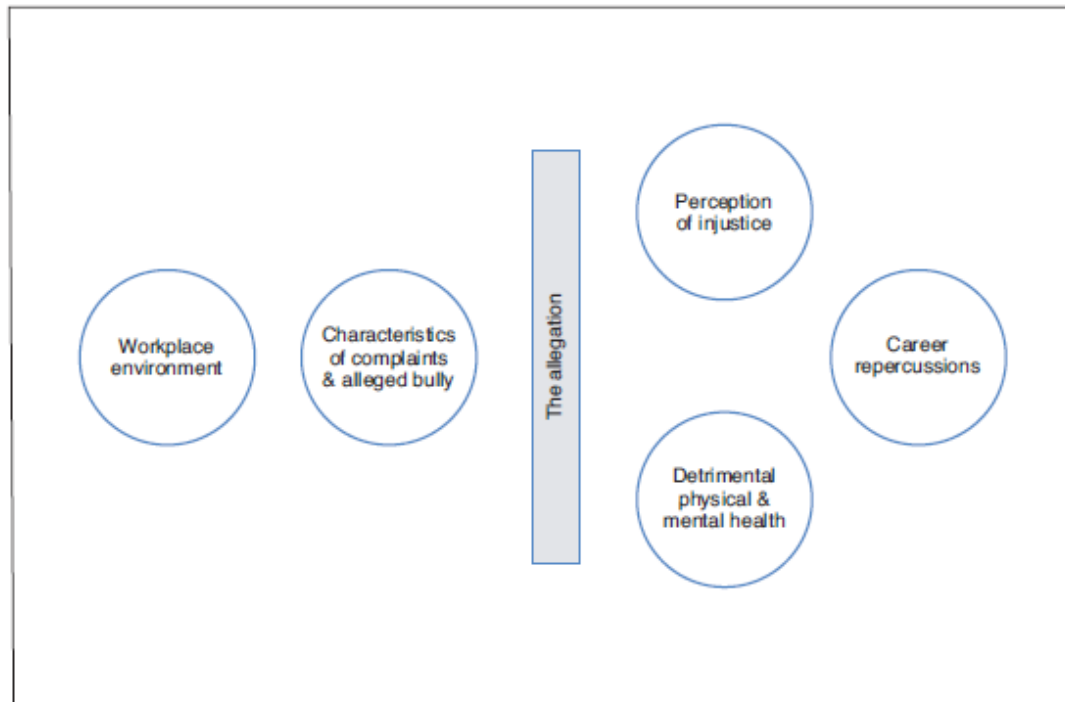 Workplace
environment
Characteristics
of complaints
& alleged bully
The allegation
Perception
of injustice
Career
repercussions
Detrimental
physical &
mental health